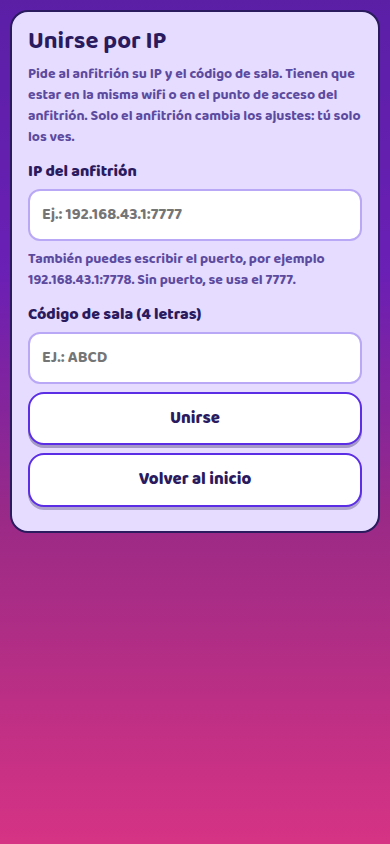 Unirse por IP
Pide al anfitrión su IP y el código de sala. Tienen que
estar en la misma wifi o en el punto de acceso del
anfitrión. Solo el anfitrión cambia los ajustes: tú solo
los ves.
IP del anfitrión
Ej.: 192.168.43.1:7777
También puedes escribir el puerto, por ejemplo
192.168.43.1:7778. Sin puerto, se usa el 7777.
Código de sala (4 letras)
EJ.: ABCD
Unirse
Volver al inicio